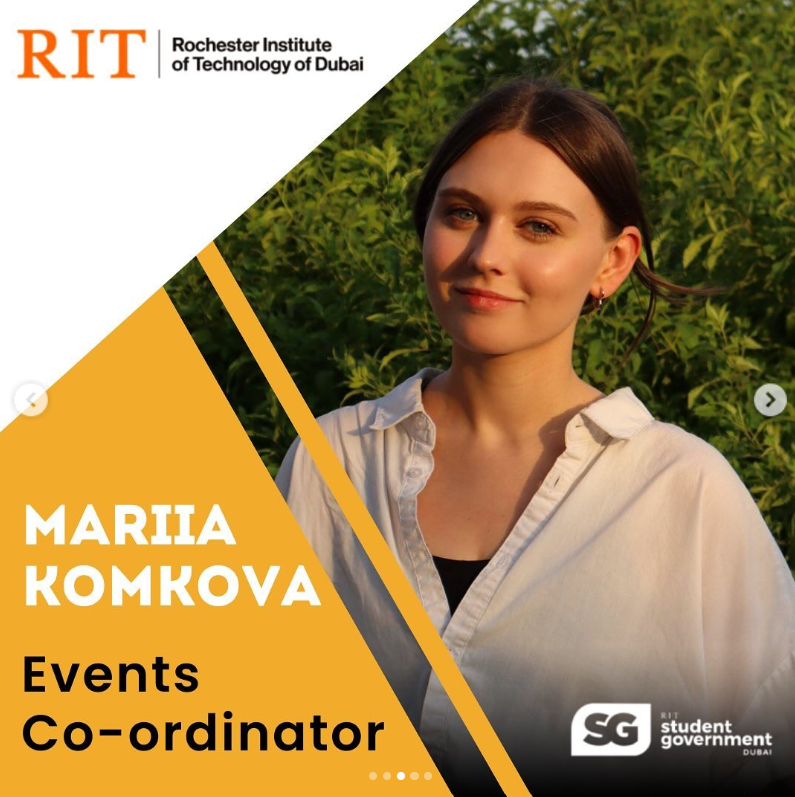 RIT
Rochester Institute
of Technology of Dubai
MARIIA
KOMKOVA
Events
Co-ordinator
SG
RIT
student
government
DUBAI